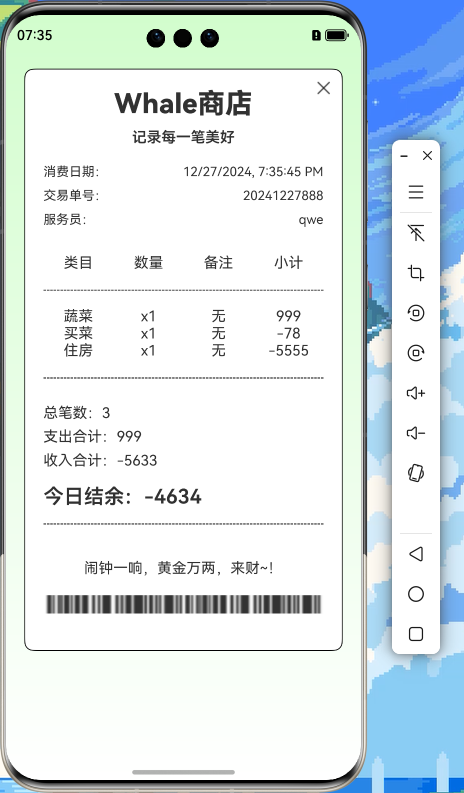 07:35
Whale商店
记录每一笔美好
消费日期: 12/27/2024, 7:35:45 PM
交易单号: 20241227888
服务员: qwe
类目 数量 备注 小计
蔬菜 x1 无 999
买菜 x1 无 -78
住房 x1 无 -5555
总笔数：3
支出合计：999
收入合计：-5633
今日结余：-4634
闹钟一响，黄金万两，来财~!